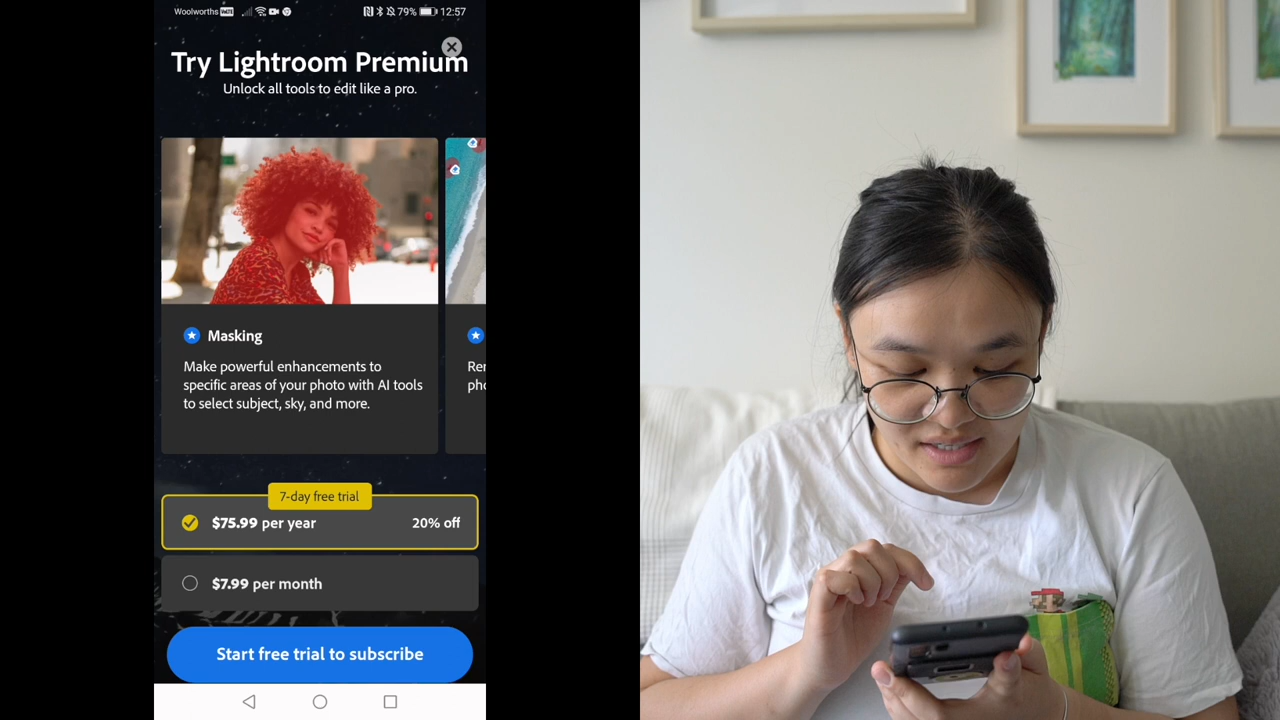 Woolworths VoLTE 79% 12:57
Try Lightroom Premium
Unlock all tools to edit like a pro.
Masking
Make powerful enhancements to
specific areas of your photo with AI tools
to select subject, sky, and more.
7-day free trial
$75.99 per year 20% off
$7.99 per month
Start free trial to subscribe